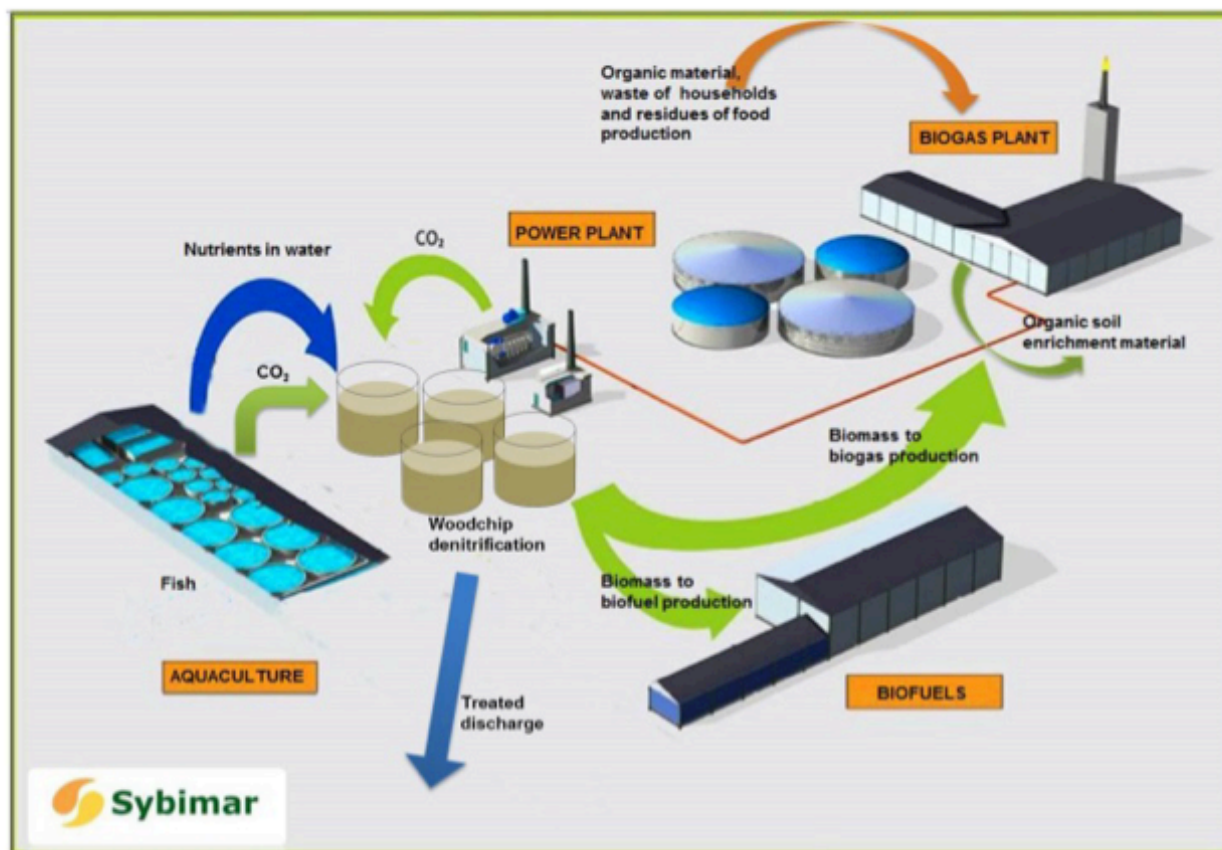 Organic material,
waste of households
and residues of food
production
BIOGAS PLANT
POWER PLANT
CO₂
Nutrients in water
CO₂
Organic soil
enrichment material
Biomass to
biogas production
Woodchip
denitrification
Fish
Biomass to
biofuel production
AQUACULTURE
BIOFUELS
Treated
discharge
Sybimar